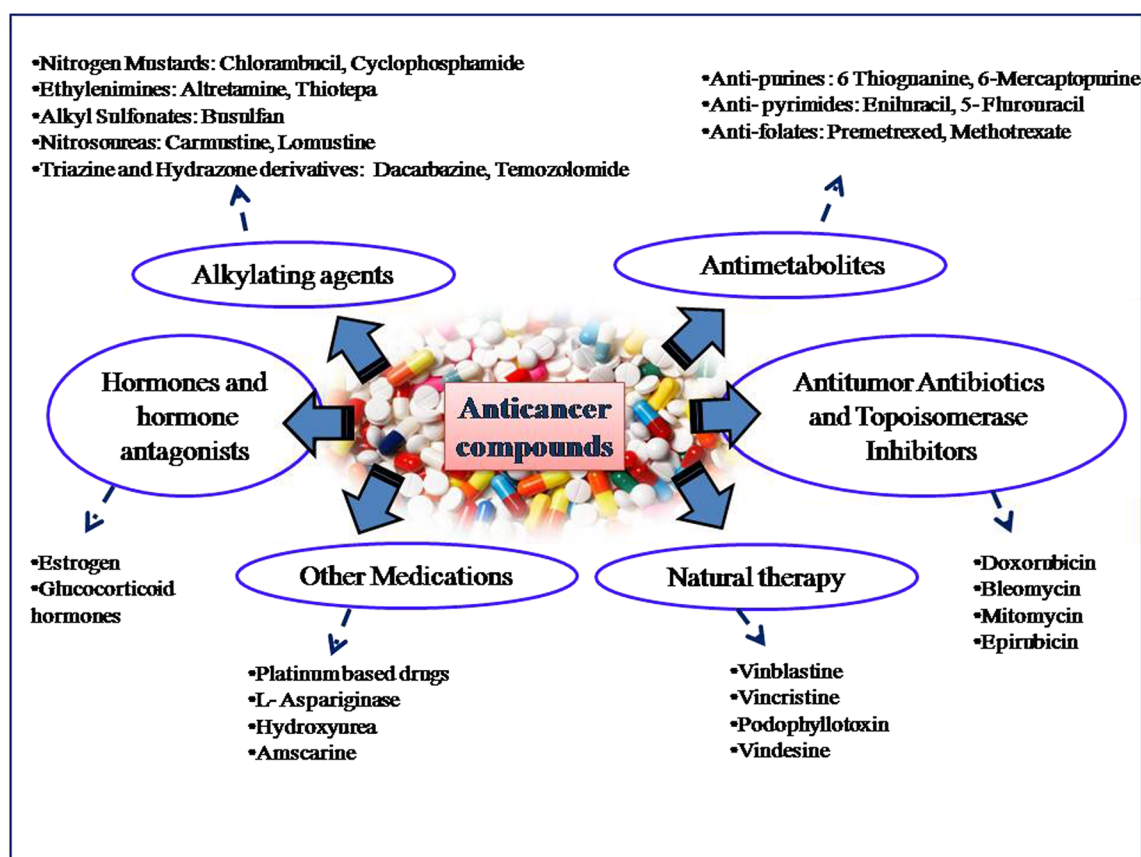 •Nitrogen Mustards: Chlorambucil, Cyclophosphamide
•Ethylenimines: Altretamine, Thiotepa
•Alkyl Sulfonates: Busulfan
•Nitrosoureas: Carmustine, Lomustine
•Triazine and Hydrazone derivatives: Dacarbazine, Temozolomide
•Anti-purines : 6 Thioguanine, 6-Mercaptopurine
•Anti- pyrimides: Eniluracil, 5- Flurouracil
•Anti-folates: Premetrexed, Methotrexate
Alkylating agents
Antimetabolites
Hormones and
hormone
antagonists
Anticancer
compounds
Antitumor Antibiotics
and Topoisomerase
Inhibitors
Other Medications
Natural therapy
•Estrogen
•Glucocorticoid
hormones
•Platinum based drugs
•L- Aspariginase
•Hydroxyurea
•Amscarine
•Vinblastine
•Vincristine
•Podophyllotoxin
•Vindesine
•Doxorubicin
•Bleomycin
•Mitomycin
•Epirubicin